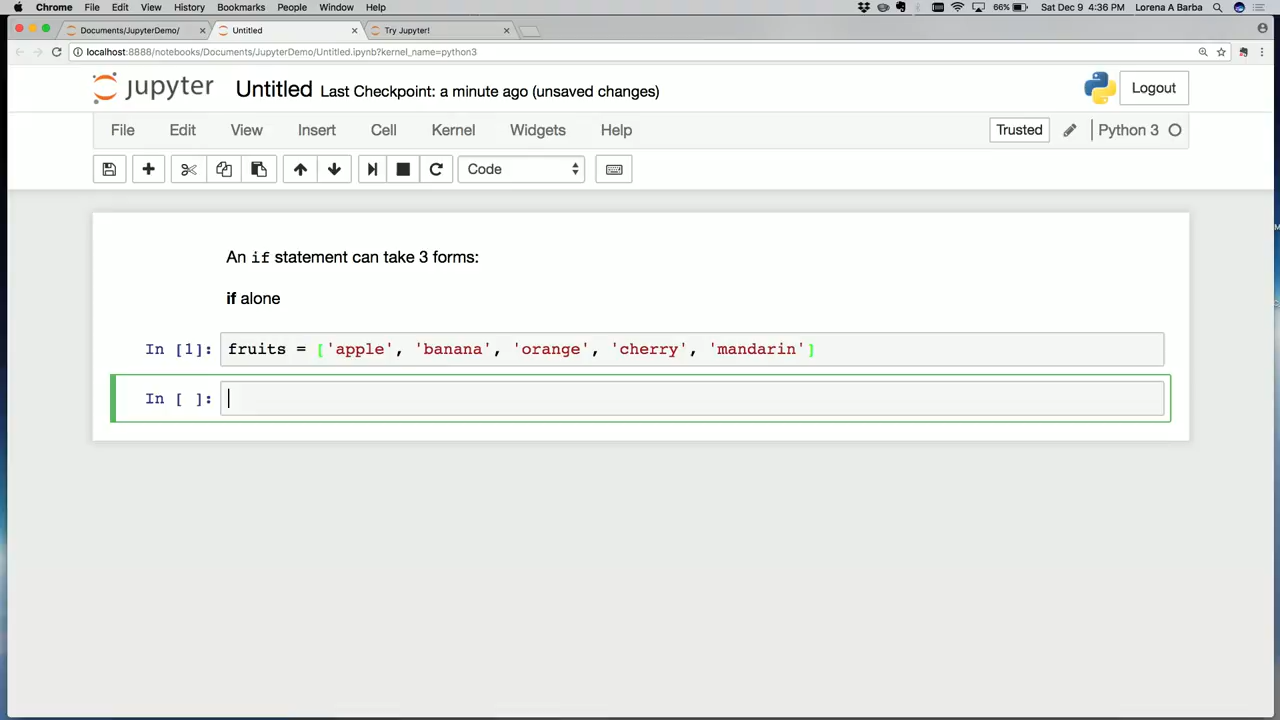 Chrome File Edit View History Bookmarks People Window Help 66% Sat Dec 9 4:36 PM Lorena A Barba
Documents/JupyterDemo/ Untitled Try Jupyter!
localhost:8888/notebooks/Documents/JupyterDemo/Untitled.ipynb?kernel_name=python3
jupyter Untitled Last Checkpoint: a minute ago (unsaved changes) Logout
File Edit View Insert Cell Kernel Widgets Help Trusted Python 3
Code
An if statement can take 3 forms:
if alone
In [1]: fruits = ['apple', 'banana', 'orange', 'cherry', 'mandarin']
In [ ]: